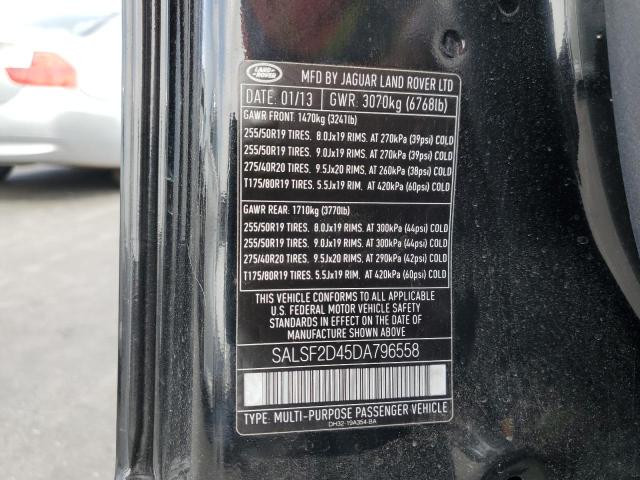 LAND-
-ROVER
MFD BY JAGUAR LAND ROVER LTD
DATE: 01/13 GWR: 3070kg (6768lb)
GAWR FRONT: 1470kg (3241lb)
255/50R19 TIRES, 8.0Jx19 RIMS, AT 270kPa (39psi) COLD
255/50R19 TIRES, 9.0Jx19 RIMS, AT 270kPa (39psi) COLD
275/40R20 TIRES, 9.5Jx20 RIMS, AT 260kPa (38psi) COLD
T175/80R19 TIRES, 5.5Jx19 RIM, AT 420kPa (60psi) COLD
GAWR REAR: 1710kg (3770lb)
255/50R19 TIRES, 8.0Jx19 RIMS, AT 300kPa (44psi) COLD
255/50R19 TIRES, 9.0Jx19 RIMS, AT 300kPa (44psi) COLD
275/40R20 TIRES, 9.5Jx20 RIMS, AT 290kPa (42psi) COLD
T175/80R19 TIRES, 5.5Jx19 RIM, AT 420kPa (60psi) COLD
THIS VEHICLE CONFORMS TO ALL APPLICABLE
U.S. FEDERAL MOTOR VEHICLE SAFETY
STANDARDS IN EFFECT ON THE DATE OF
MANUFACTURE SHOWN ABOVE
SALSF2D45DA796558
TYPE: MULTI-PURPOSE PASSENGER VEHICLE
DH32-19A354-BA